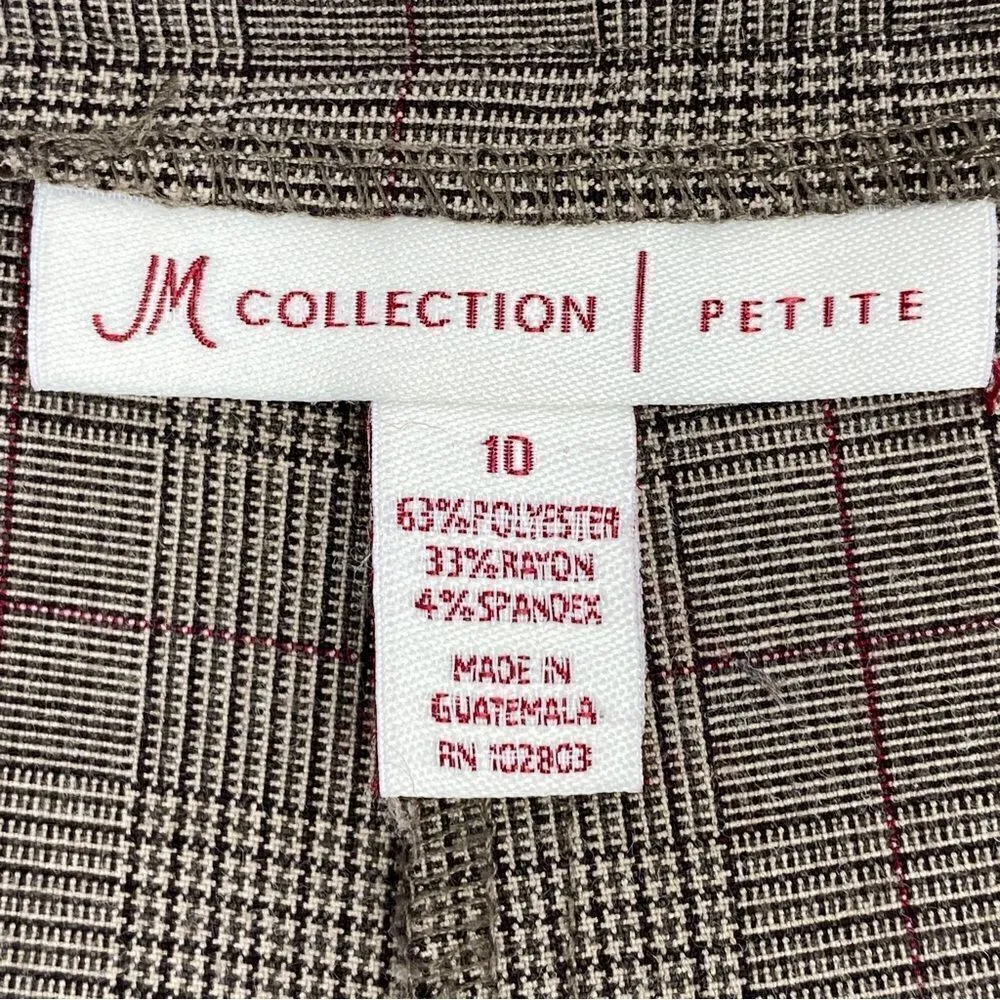 JM COLLECTION | PETITE
10
63%POLYESTER
33%RAYON
4%SPANDEX
MADE IN
GUATEMALA
RN 102803